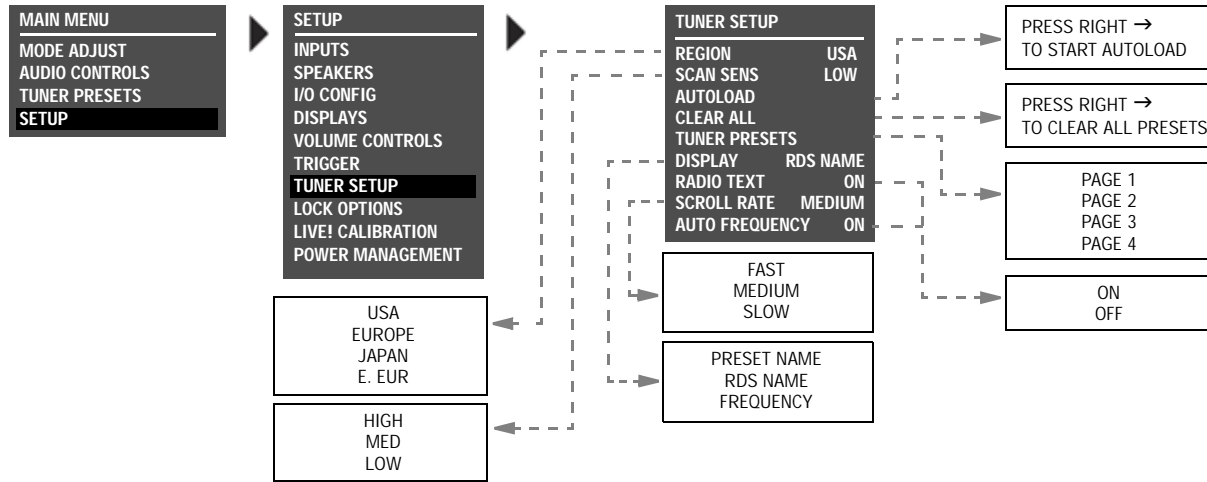 MAIN MENU
MODE ADJUST
AUDIO CONTROLS
TUNER PRESETS
SETUP
SETUP
INPUTS
SPEAKERS
I/O CONFIG
DISPLAYS
VOLUME CONTROLS
TRIGGER
TUNER SETUP
LOCK OPTIONS
LIVE! CALIBRATION
POWER MANAGEMENT
USA
EUROPE
JAPAN
E. EUR
HIGH
MED
LOW
TUNER SETUP
REGION USA
SCAN SENS LOW
AUTOLOAD
CLEAR ALL
TUNER PRESETS
DISPLAY RDS NAME
RADIO TEXT ON
SCROLL RATE MEDIUM
AUTO FREQUENCY ON
FAST
MEDIUM
SLOW
PRESET NAME
RDS NAME
FREQUENCY
PRESS RIGHT →
TO START AUTOLOAD
PRESS RIGHT →
TO CLEAR ALL PRESETS
PAGE 1
PAGE 2
PAGE 3
PAGE 4
ON
OFF